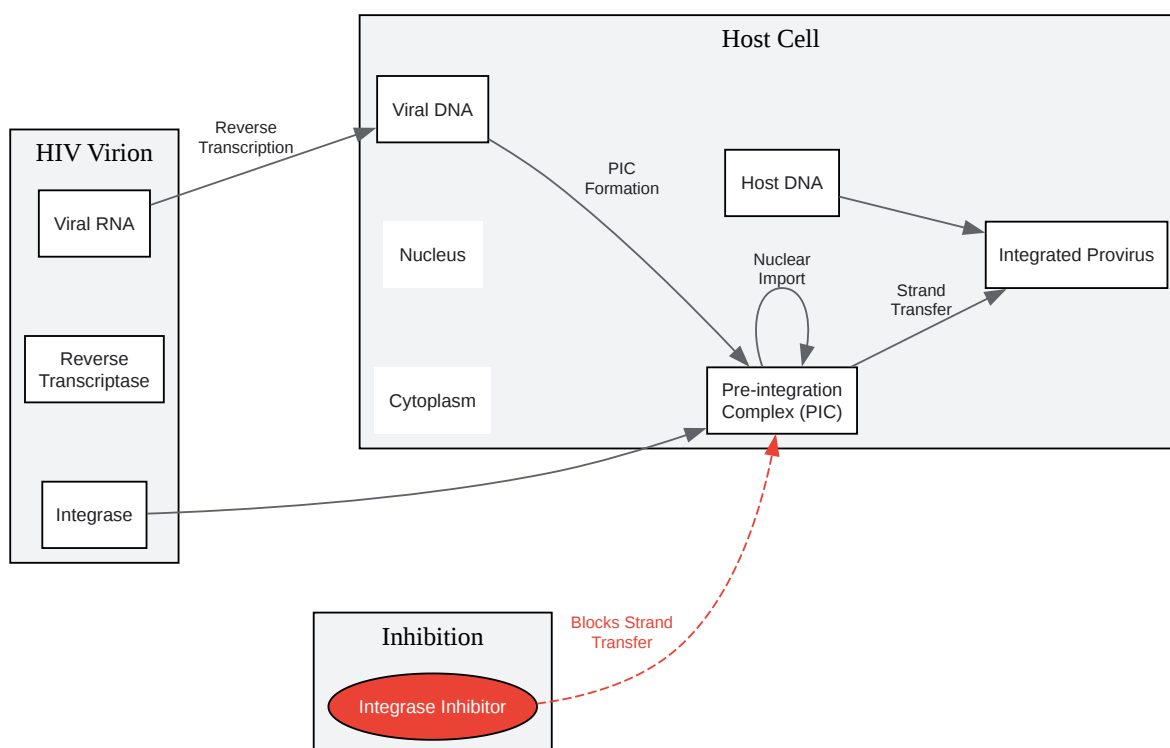 Host Cell
Viral DNA
Reverse
Transcription
HIV Virion
PIC
Formation
Host DNA
Viral RNA
Nucleus
Integrated Provirus
Nuclear
Import
Strand
Transfer
Reverse
Transcriptase
Cytoplasm
Pre-integration
Complex (PIC)
Integrase
Inhibition
Blocks Strand
Transfer
Integrase Inhibitor